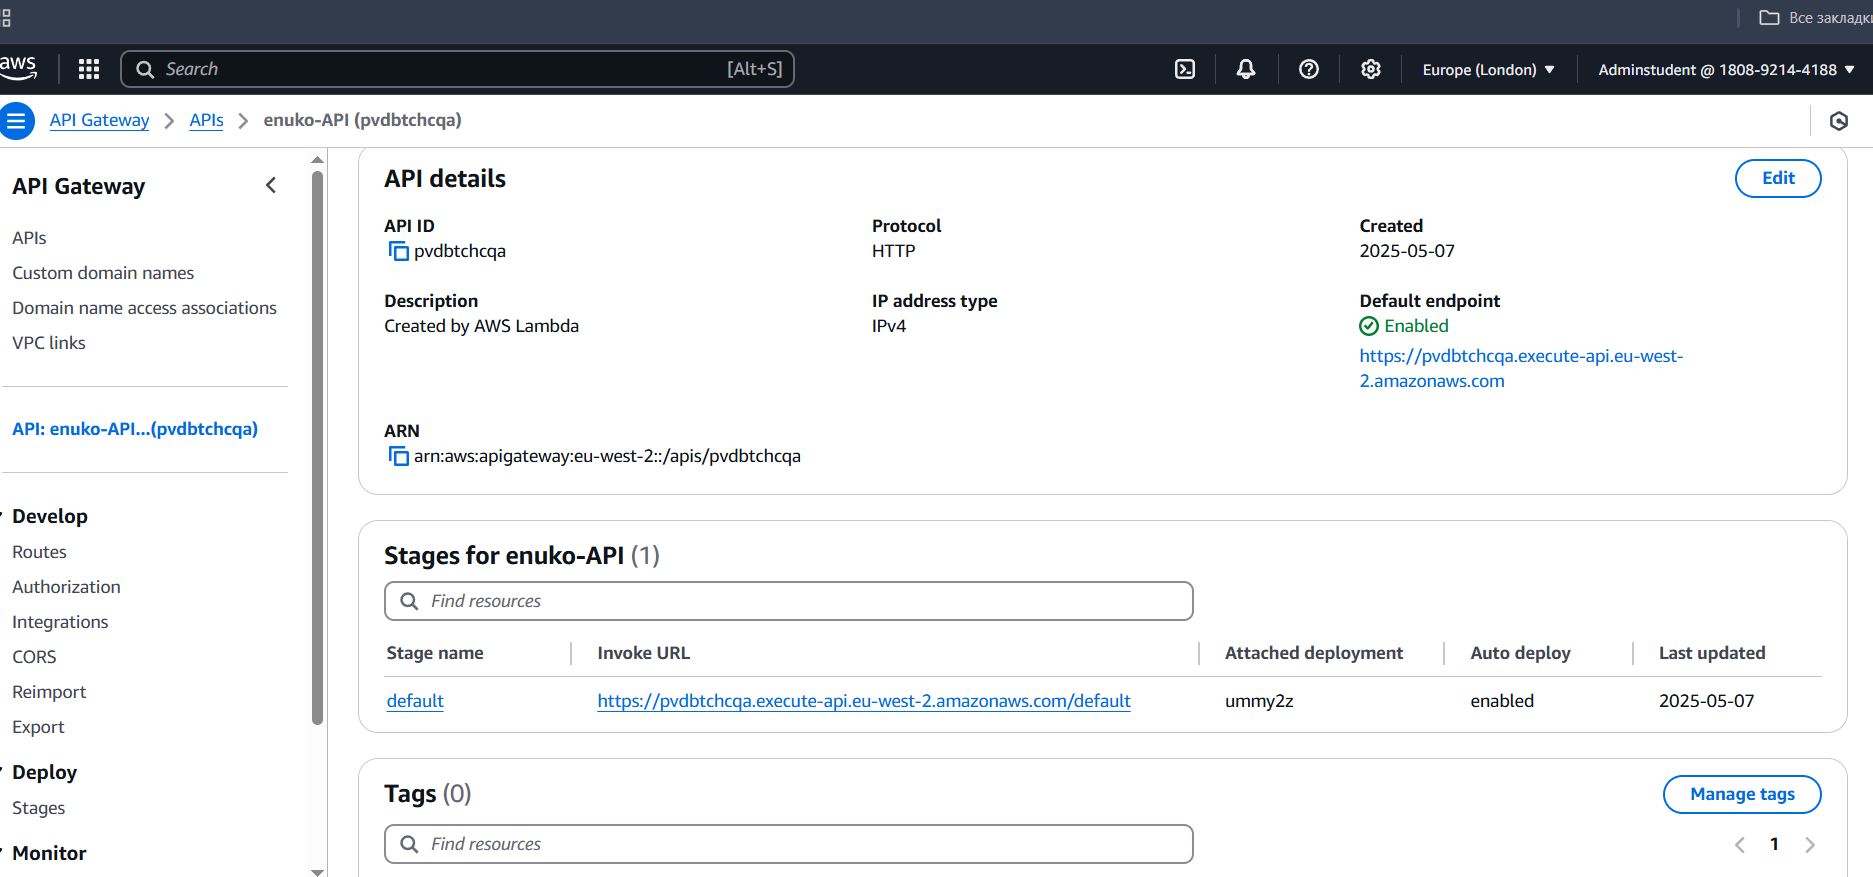 Все закладки
aws
Search
[Alt+S]
Europe (London)
Adminstudent @ 1808-9214-4188
API Gateway
APIs
enuko-API (pvdbtchcqa)
API Gateway
APIs
Custom domain names
Domain name access associations
VPC links
API: enuko-API...(pvdbtchcqa)
Develop
Routes
Authorization
Integrations
CORS
Reimport
Export
Deploy
Stages
Monitor
API details
Edit
API ID
pvdbtchcqa
Protocol
HTTP
Created
2025-05-07
Description
Created by AWS Lambda
IP address type
IPv4
Default endpoint
Enabled
https://pvdbtchcqa.execute-api.eu-west-
2.amazonaws.com
ARN
arn:aws:apigateway:eu-west-2::/apis/pvdbtchcqa
Stages for enuko-API (1)
Find resources
Stage name
Invoke URL
Attached deployment
Auto deploy
Last updated
default
https://pvdbtchcqa.execute-api.eu-west-2.amazonaws.com/default
ummy2z
enabled
2025-05-07
Tags (0)
Manage tags
Find resources
1